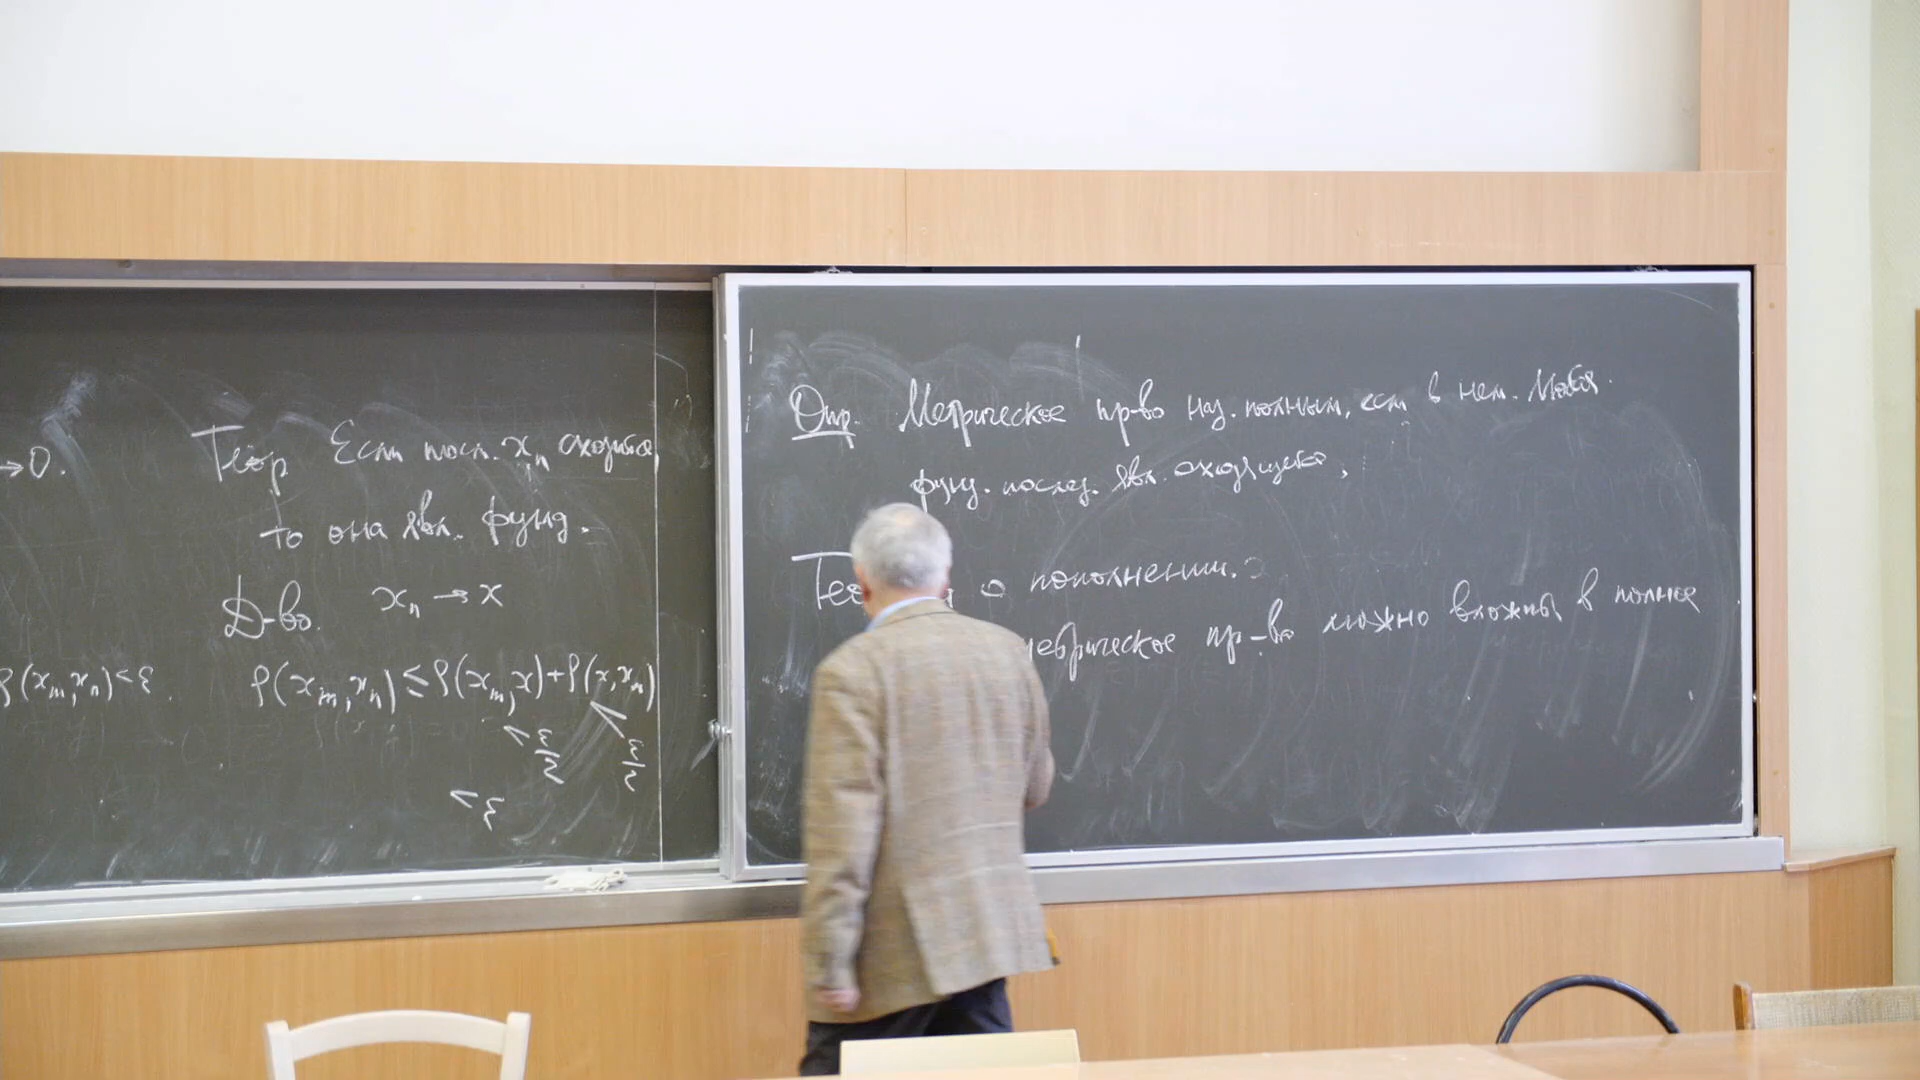 →0.
Теор Если посл. xₙ сходится
то она явл. фунд.
Д-во. xₙ → x
ρ(xₘ,xₙ)<ε.
ρ(xₘ,xₙ)≤ρ(xₘ,x)+ρ(x,xₙ)
< ε/2 < ε/2
< ε
Опр. Метрическое пр-во наз. полным, если в нем любая
фунд. послед. явл. сходящейся,
о пополнении.
пр-во можно вложить в полное